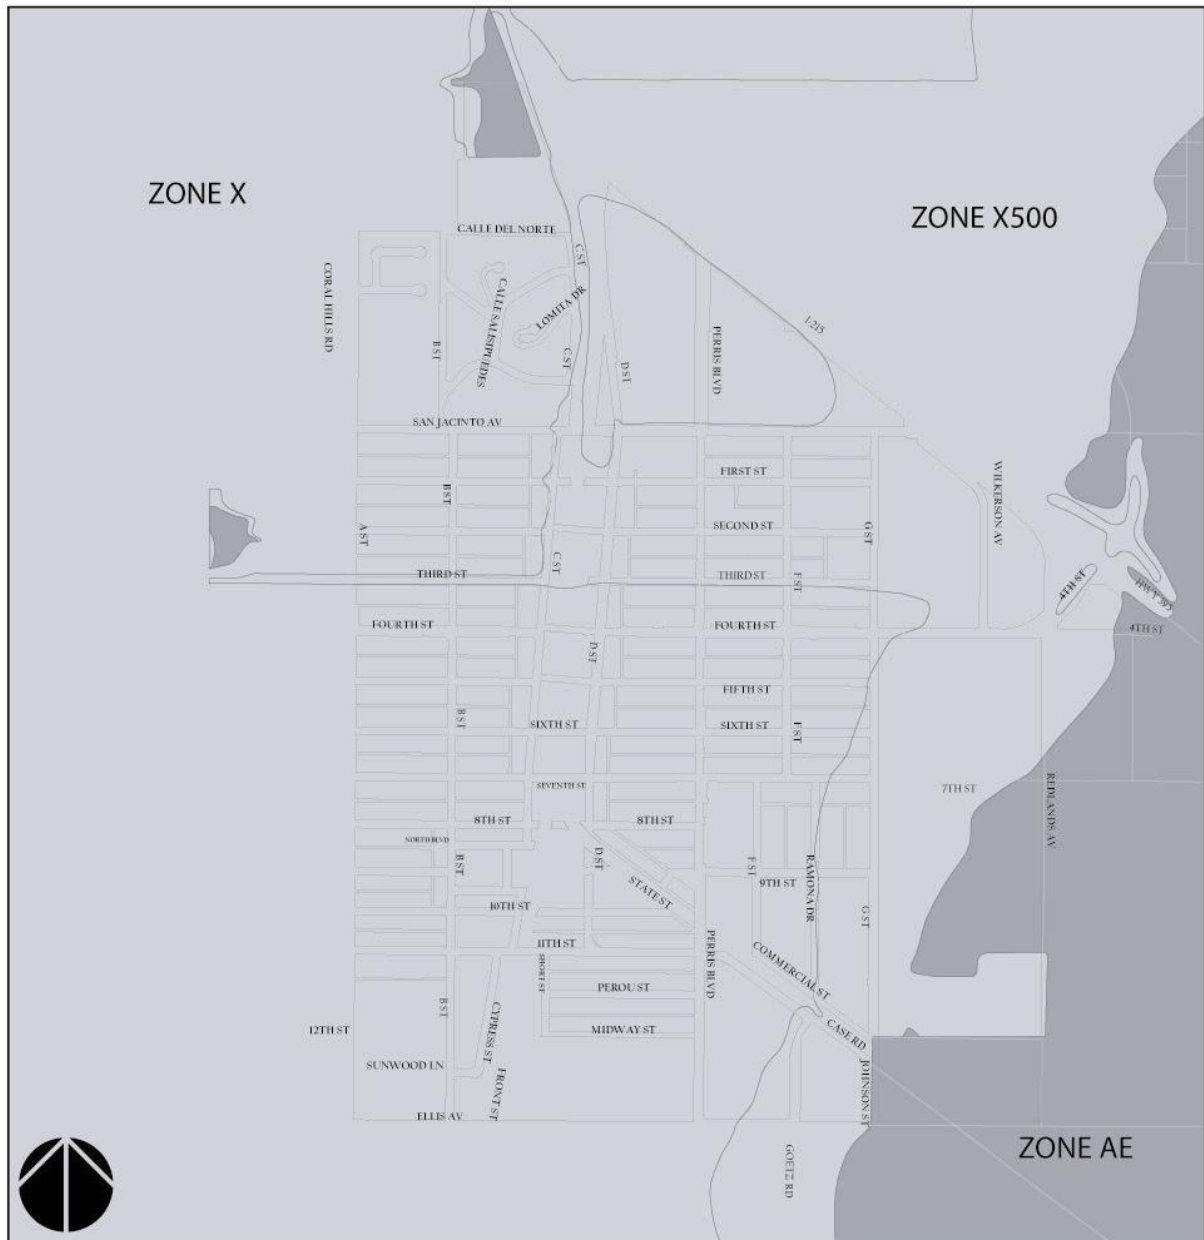 ZONE X
ZONE X500
CALLE DEL NORTE
C ST
CORAL HILLS RD
CALLE SALISIPUEDES
LOMITA DR
I-215
B ST
C ST
D ST
PERRIS BLVD
SAN JACINTO AV
FIRST ST
WILKERSON AV
B ST
A ST
SECOND ST
G ST
C ST
THIRD ST
THIRD ST
F ST
4TH ST
HWY 395
FOURTH ST
FOURTH ST
4TH ST
D ST
FIFTH ST
B ST
SIXTH ST
SIXTH ST
F ST
SEVENTH ST
7TH ST
REDLANDS AV
8TH ST
8TH ST
NORTH BLVD
B ST
D ST
STATE ST
F ST
9TH ST
RAMONA DR
10TH ST
G ST
11TH ST
PERRIS BLVD
COMMERCIAL ST
SHORT ST
PEROU ST
B ST
CYPRESS ST
12TH ST
MIDWAY ST
CASE RD
SUNWOOD LN
FRONT ST
JOHNSON ST
ELLIS AV
ZONE AE
GOETZ RD